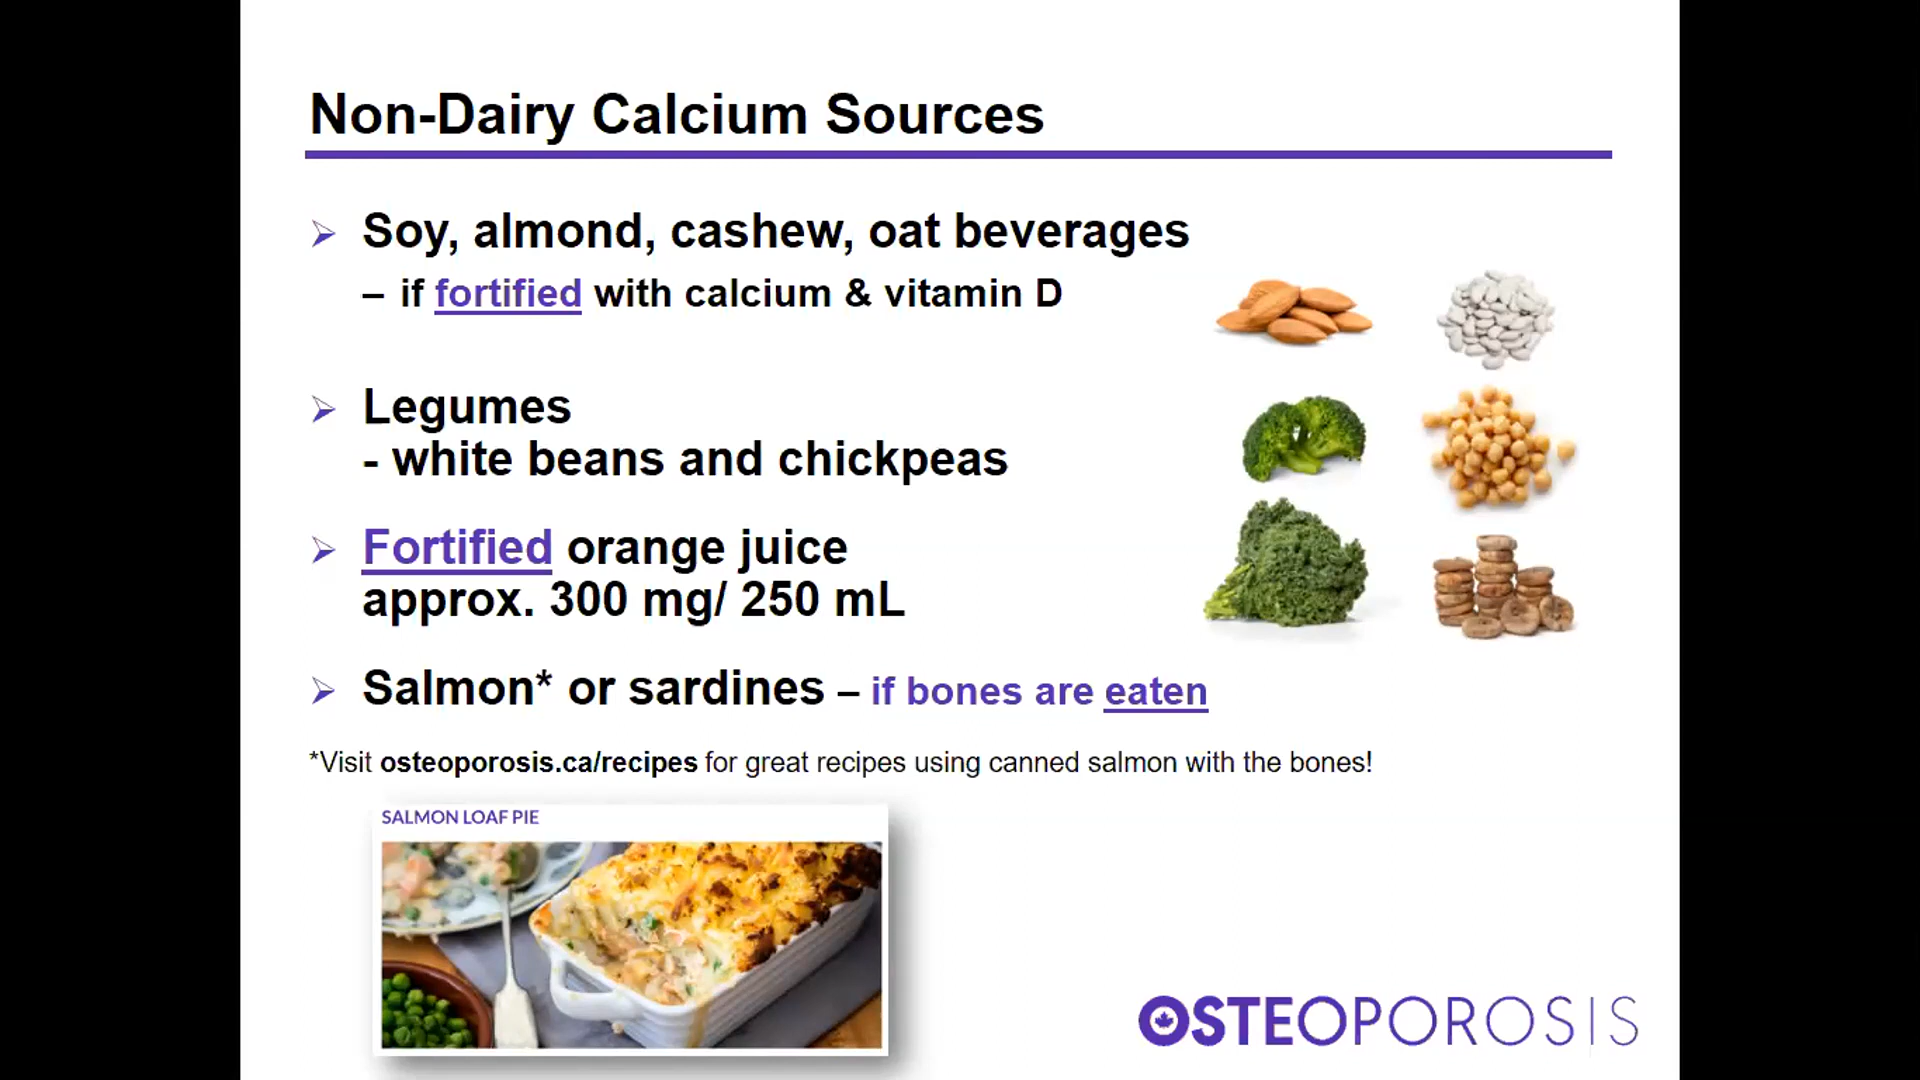 Non-Dairy Calcium Sources
Soy, almond, cashew, oat beverages
– if fortified with calcium & vitamin D
Legumes
- white beans and chickpeas
Fortified orange juice
approx. 300 mg/ 250 mL
Salmon* or sardines – if bones are eaten
*Visit osteoporosis.ca/recipes for great recipes using canned salmon with the bones!
SALMON LOAF PIE
OSTEOPOROSIS